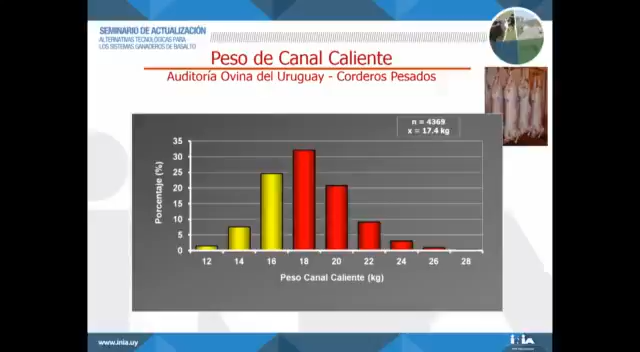 SEMINARIO DE ACTUALIZACIÓN
ALTERNATIVAS TECNOLÓGICAS PARA
LOS SISTEMAS GANADEROS DE BASALTO
Peso de Canal Caliente
Auditoría Ovina del Uruguay - Corderos Pesados
n = 4369
x = 17.4 kg
Porcentaje (%)
35
30
25
20
15
10
5
0
12 14 16 18 20 22 24 26 28
Peso Canal Caliente (kg)
www.inia.uy
inia